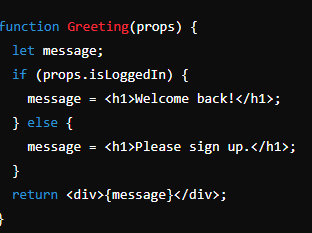 function Greeting(props) {
  let message;
  if (props.isLoggedIn) {
    message = <h1>Welcome back!</h1>;
  } else {
    message = <h1>Please sign up.</h1>;
  }
  return <div>{message}</div>;
}